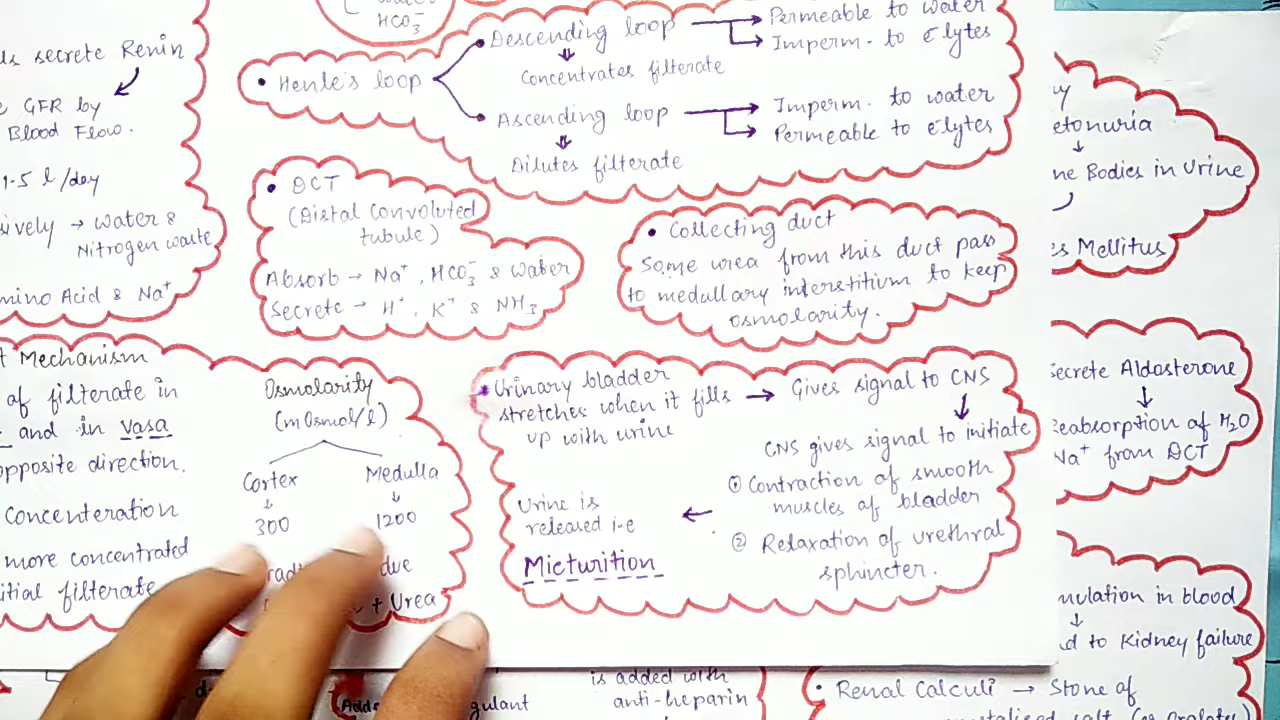 HCO₃⁻
secrete Renin
GFR by
Blood Flow.
1.5 l/day
→ Water &
Nitrogen waste
Amino Acid & Na⁺
• Henle's loop
Descending loop → Permeable to water
→ Imperm. to ēlytes
Concentrates filterate
Ascending loop → Imperm. to water
→ Permeable to ēlytes
Dilutes filterate
• DCT
(Distal Convoluted
tubule)
Absorb → Na⁺, HCO₃⁻ & Water
Secrete → H⁺, K⁺ & NH₃
• Collecting duct
Some urea from this duct pass
to medullary interstitium to keep
osmolarity.
Mechanism
of filterate in
and in vasa
opposite direction.
concenteration
more concentrated
filterate
Osmolarity
(mOsmol/l)
Cortex
↓
300
Medulla
↓
1200
due
+ Urea
• Urinary bladder
stretches when it fills
up with urine
→ Gives signal to CNS
↓
CNS gives signal to initiate
① Contraction of smooth
muscles of bladder
② Relaxation of urethral
sphincter.
←
Urine is
released i-e
Micturition
etonuria
↓
Bodies in Urine
Mellitus
Secrete Aldosterone
↓
Reabsorption of H₂O
Na⁺ from DCT
in blood
↓
to Kidney failure
• Renal Calculi → Stone of
is added with
anti-heparin